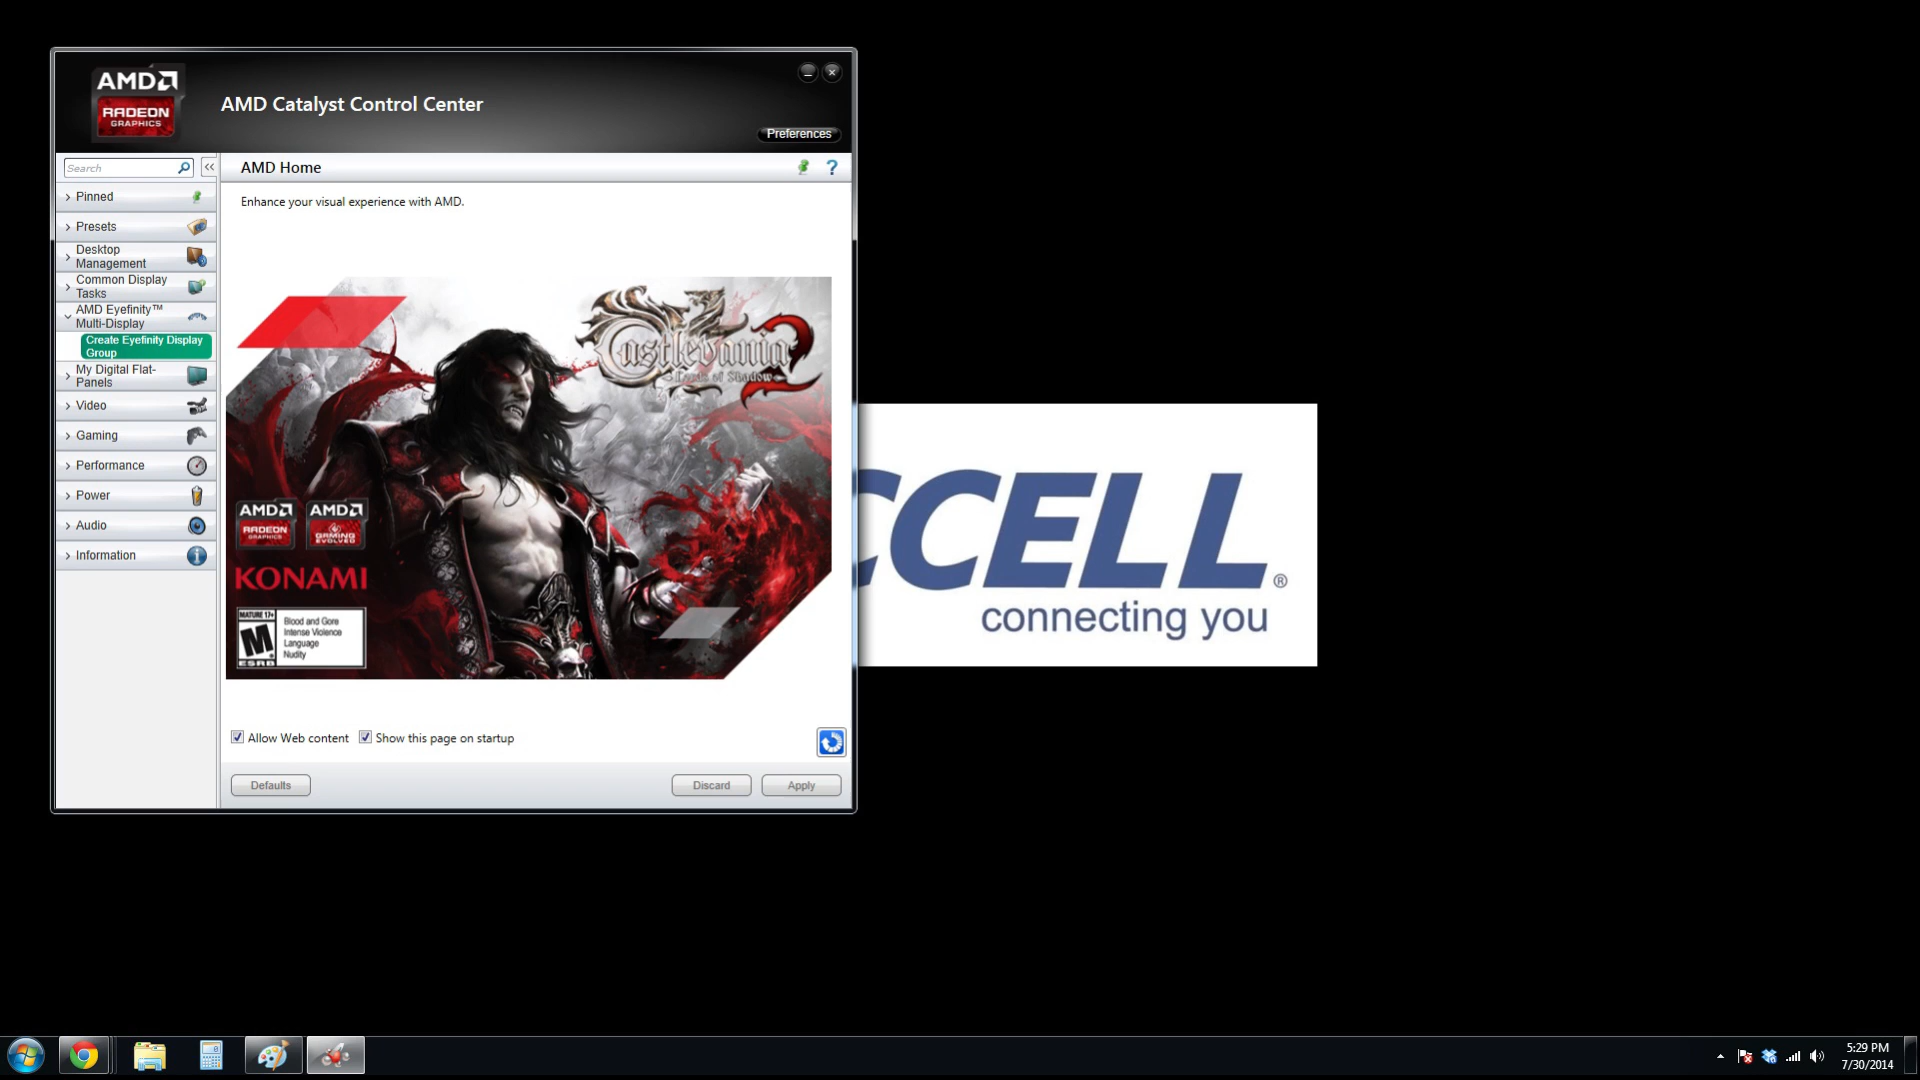 AMD
RADEON
GRAPHICS
AMD Catalyst Control Center
Preferences
Search
AMD Home
?
Pinned
Presets
Desktop
Management
Common Display
Tasks
AMD Eyefinity™
Multi-Display
Create Eyefinity Display
Group
My Digital Flat-
Panels
Video
Gaming
Performance
Power
Audio
Information
Enhance your visual experience with AMD.
Castlevania
Lords of Shadow
2
AMD
RADEON
GRAPHICS
AMD
GAMING
EVOLVED
KONAMI
MATURE 17+
M
ESRB
Blood and Gore
Intense Violence
Language
Nudity
Allow Web content
Show this page on startup
Defaults
Discard
Apply
CCELL®
connecting you
5:29 PM
7/30/2014